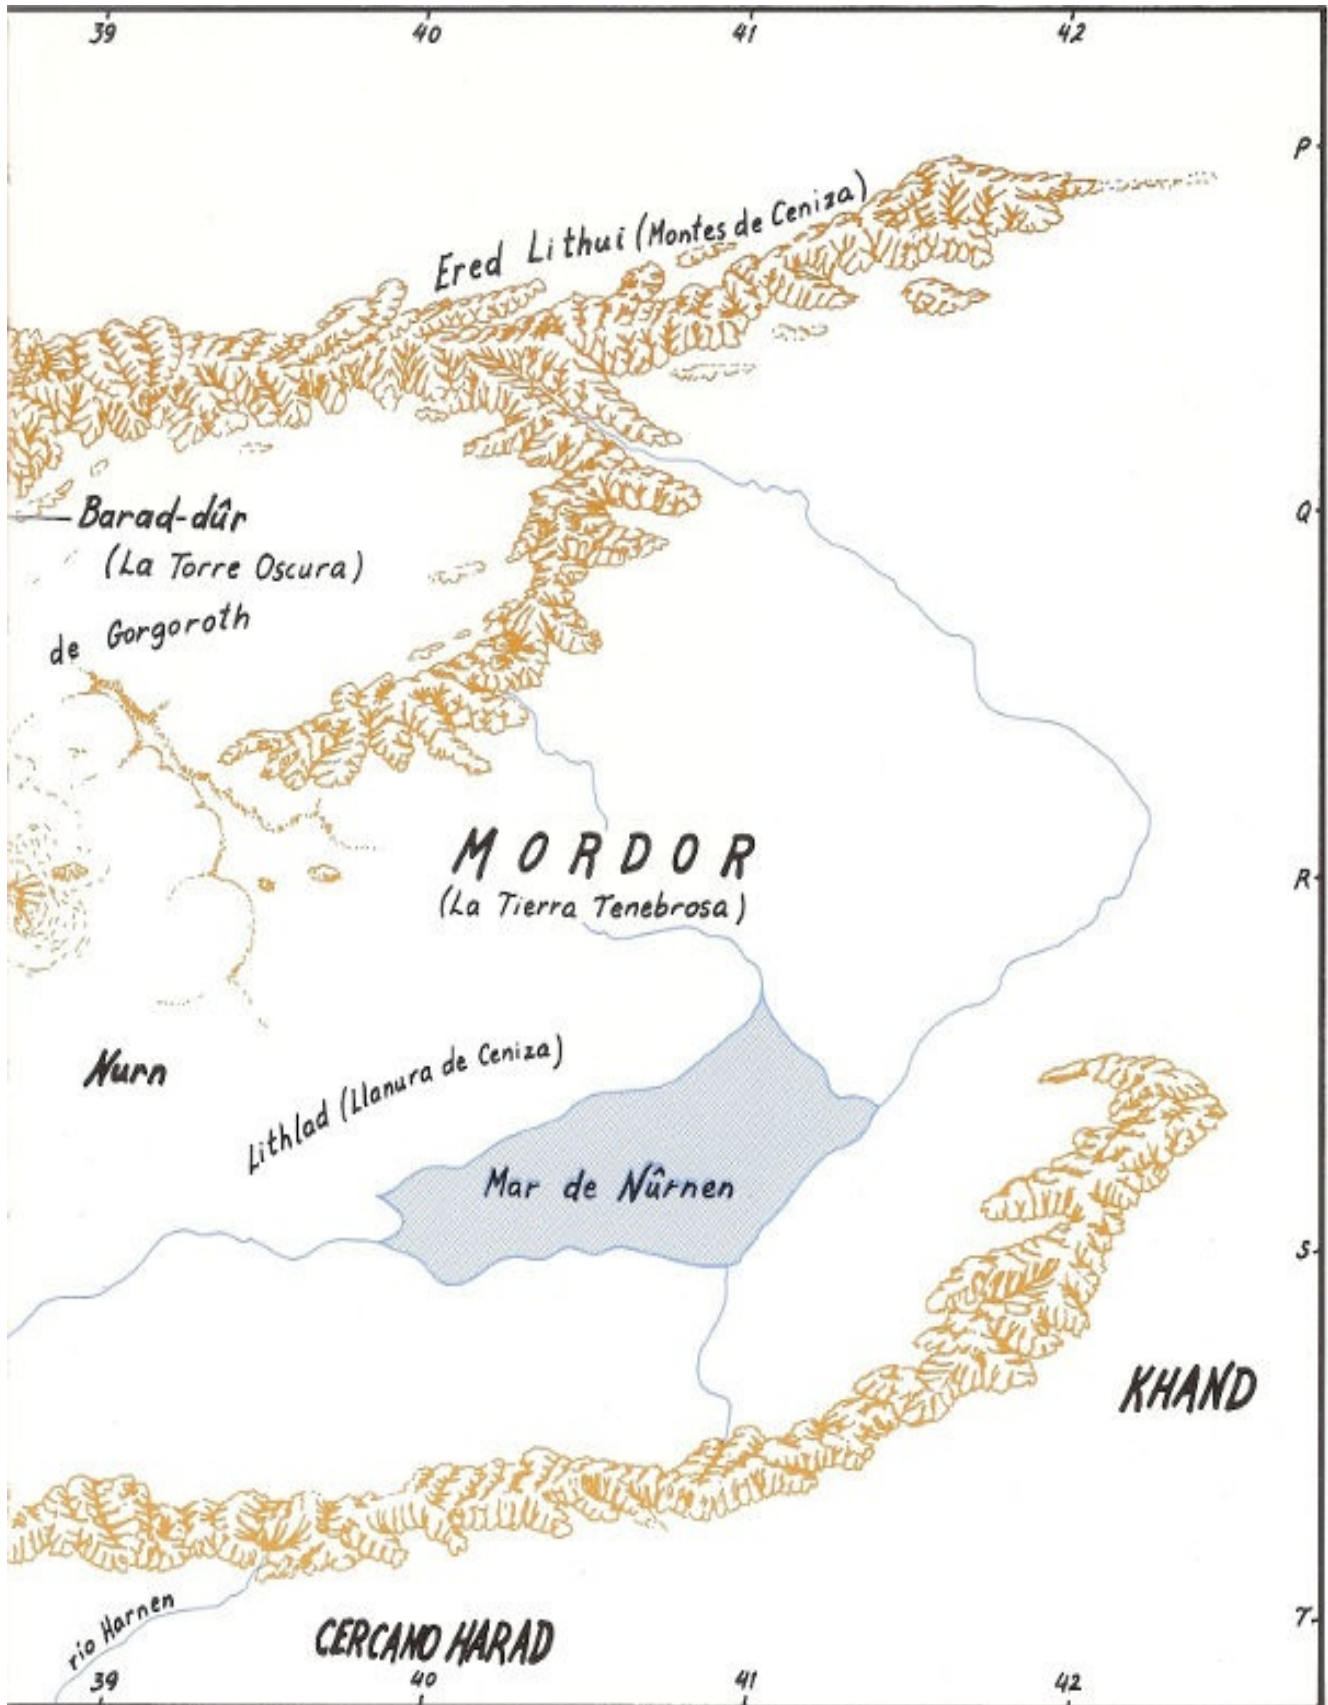 39 40 41 42
P
Ered Lithui (Montes de Ceniza)
Q
Barad-dûr
(La Torre Oscura)
de Gorgoroth
MORDOR
(La Tierra Tenebrosa)
R
Nurn
Lithlad (Llanura de Ceniza)
Mar de Nûrnen
S
KHAND
río Harnen
CERCANO HARAD
T
39 40 41 42